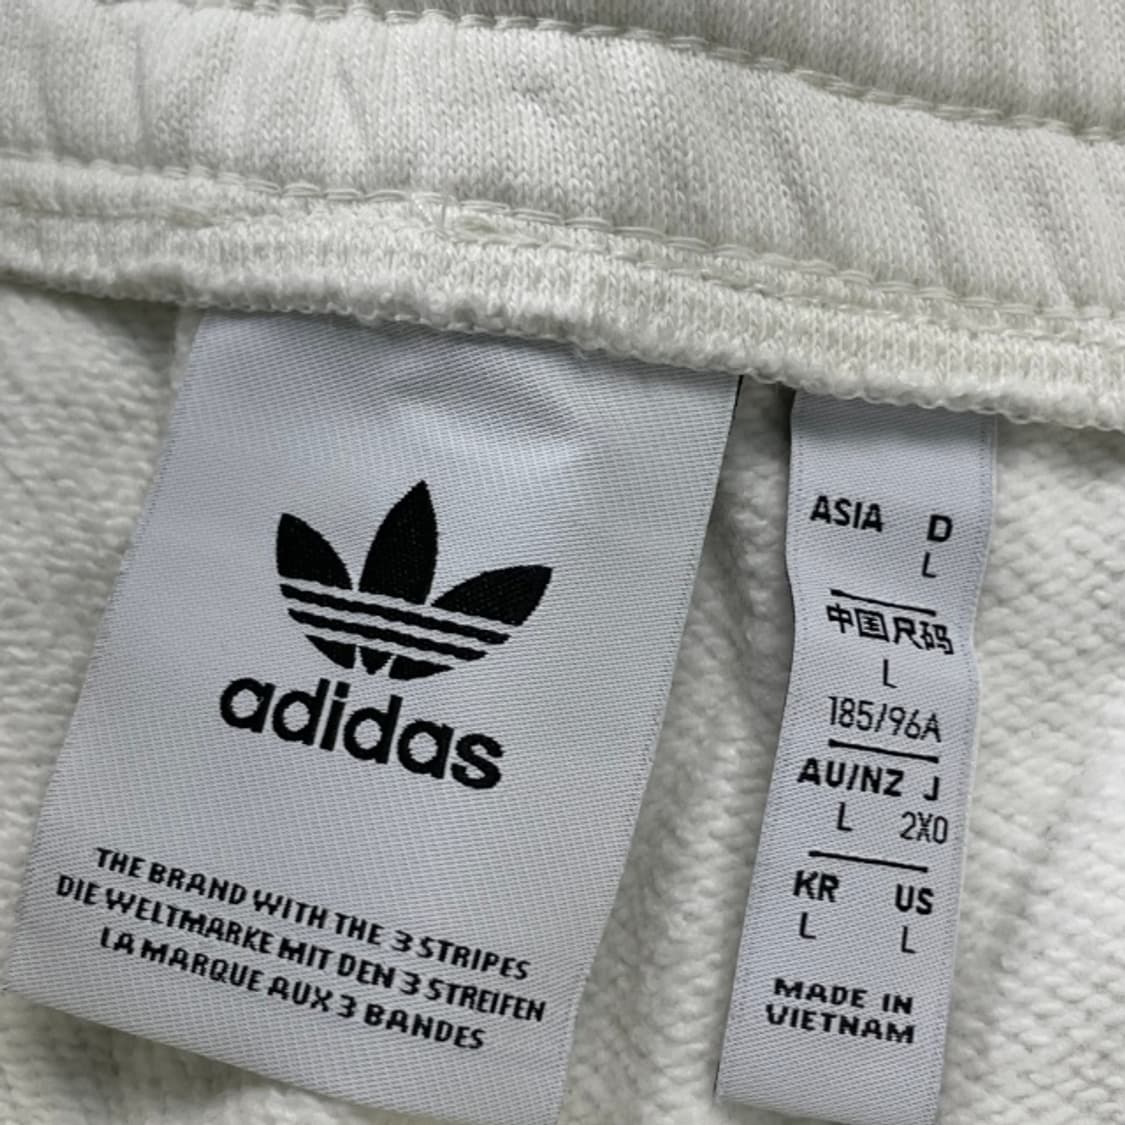 adidas
THE BRAND WITH THE 3 STRIPES
DIE WELTMARKE MIT DEN 3 STREIFEN
LA MARQUE AUX 3 BANDES
ASIA D
L
中国尺码
L
185/96A
AU/NZ J
L 2XO
KR US
L L
MADE IN
VIETNAM